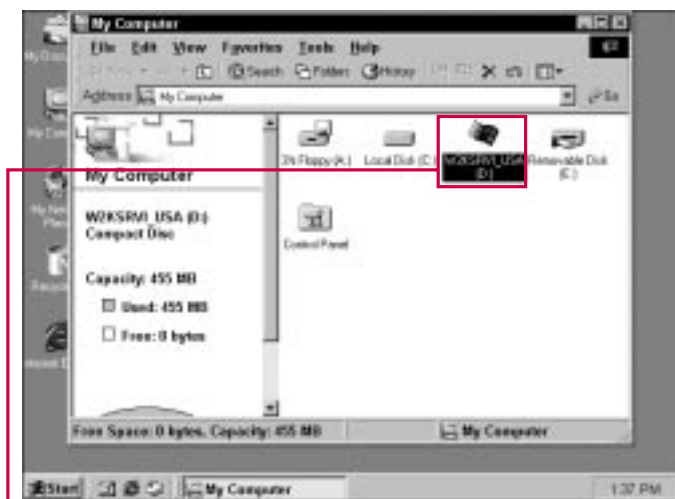 My Computer
File Edit View Favorites Tools Help
Search Folders History
Address My Computer Go
3½ Floppy (A:) Local Disk (C: W2KSRVI_USA (D:) Removable Disk (E:)
My Computer
W2KSRVI_USA (D:)
Compact Disc
Control Panel
Capacity: 455 MB
Used: 455 MB
Free: 0 bytes
Free Space: 0 bytes, Capacity: 455 MB My Computer
Start My Computer 1:37 PM